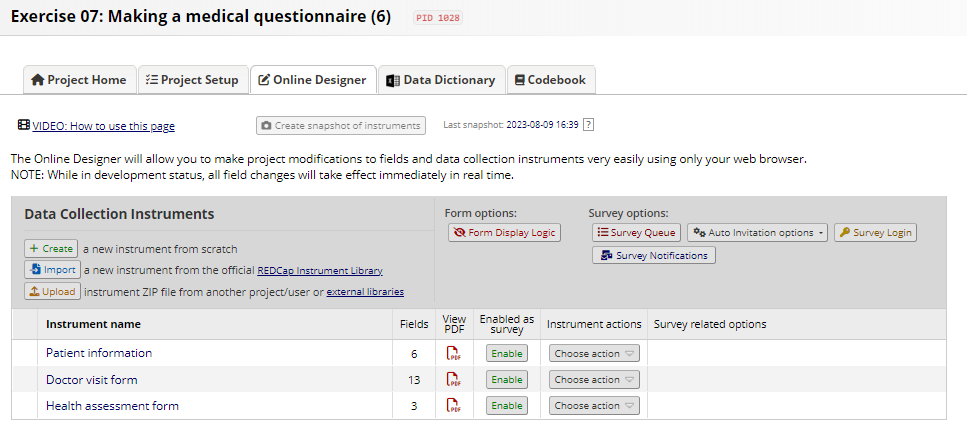 Exercise 07: Making a medical questionnaire (6) PID 1028
Project Home Project Setup Online Designer Data Dictionary Codebook
VIDEO: How to use this page Create snapshot of instruments Last snapshot: 2023-08-09 16:39 ?
The Online Designer will allow you to make project modifications to fields and data collection instruments very easily using only your web browser.
NOTE: While in development status, all field changes will take effect immediately in real time.
Data Collection Instruments
+ Create a new instrument from scratch
Import a new instrument from the official REDCap Instrument Library
Upload instrument ZIP file from another project/user or external libraries
Form options:
Form Display Logic
Survey options:
Survey Queue Auto Invitation options Survey Login
Survey Notifications
Instrument name Fields View PDF Enabled as survey Instrument actions Survey related options
Patient information 6 PDF Enable Choose action
Doctor visit form 13 PDF Enable Choose action
Health assessment form 3 PDF Enable Choose action